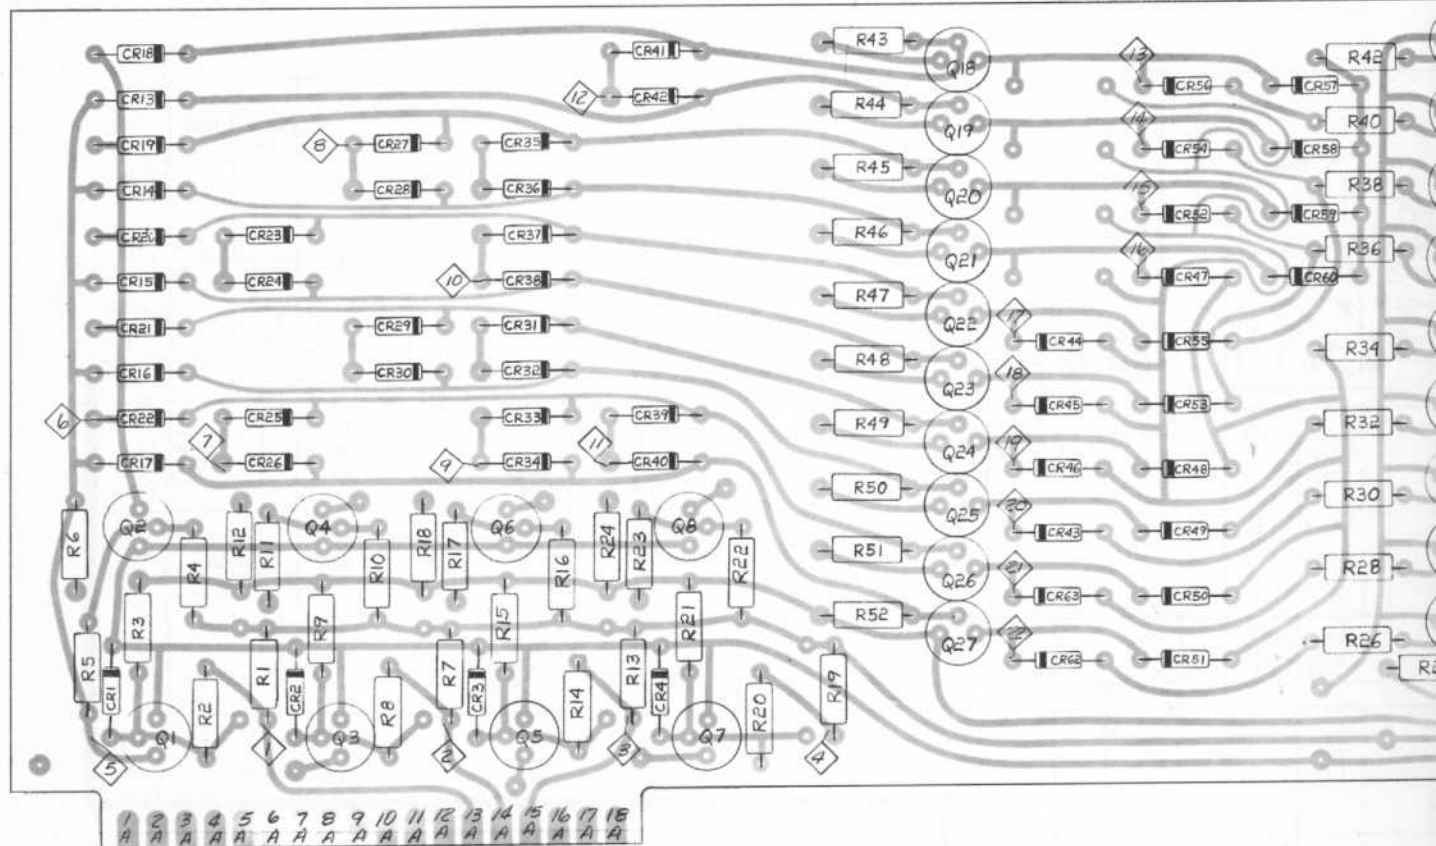 CR18 CR41 R43 Q18 13 R42
CR56 CR57
CR13 12 CR42 R44 14 R40
CR19 8 CR27 CR35 Q19 CR54 CR58
CR14 CR28 CR36 R45 Q20 15 R38
CR52 CR59
CR20 CR23 CR37 R46 Q21 16 R36
CR15 CR24 10 CR38 CR47 CR60
R47
CR21 CR29 CR31 Q22 17
CR44 CR55 R34
CR16 CR30 CR32 R48 Q23 18
CR45 CR53
6 CR22 CR25 CR33 CR39 R49 R32
7 11 Q24 19
CR17 CR26 9 CR34 CR40 CR46 CR48
R50 R30
Q25 20
R6 Q2 R12 R11 Q4 R18 R17 Q6 R24 R23 Q8 CR43 CR49
R4 R10 R16 R22 R51 Q26 21 R28
CR63 CR50
R3 R9 R15 R21 R52 Q27 22 R26
CR62 CR51
R5 CR1 R1 CR2 R7 CR3 R13 CR4 R19
R2 R8 R14 R20
Q1 Q3 Q5 Q7
5 1 2 3 4
1 2 3 4 5 6 7 8 9 10 11 12 13 14 15 16 17 18
A A A A A A A A A A A A A A A A A A